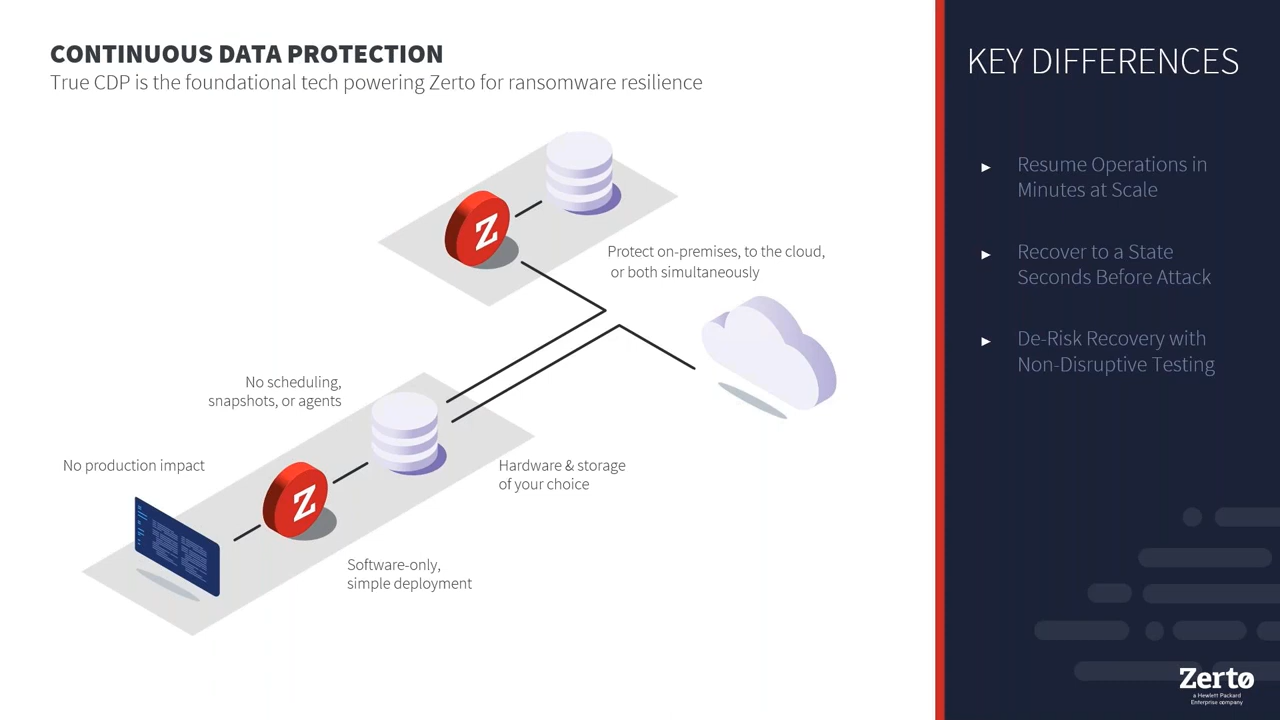 CONTINUOUS DATA PROTECTION
True CDP is the foundational tech powering Zerto for ransomware resilience
Z
Protect on-premises, to the cloud,
or both simultaneously
No scheduling,
snapshots, or agents
No production impact
Hardware & storage
of your choice
Z
Software-only,
simple deployment
KEY DIFFERENCES
► Resume Operations in
Minutes at Scale
► Recover to a State
Seconds Before Attack
► De-Risk Recovery with
Non-Disruptive Testing
Zerto
a Hewlett Packard
Enterprise company